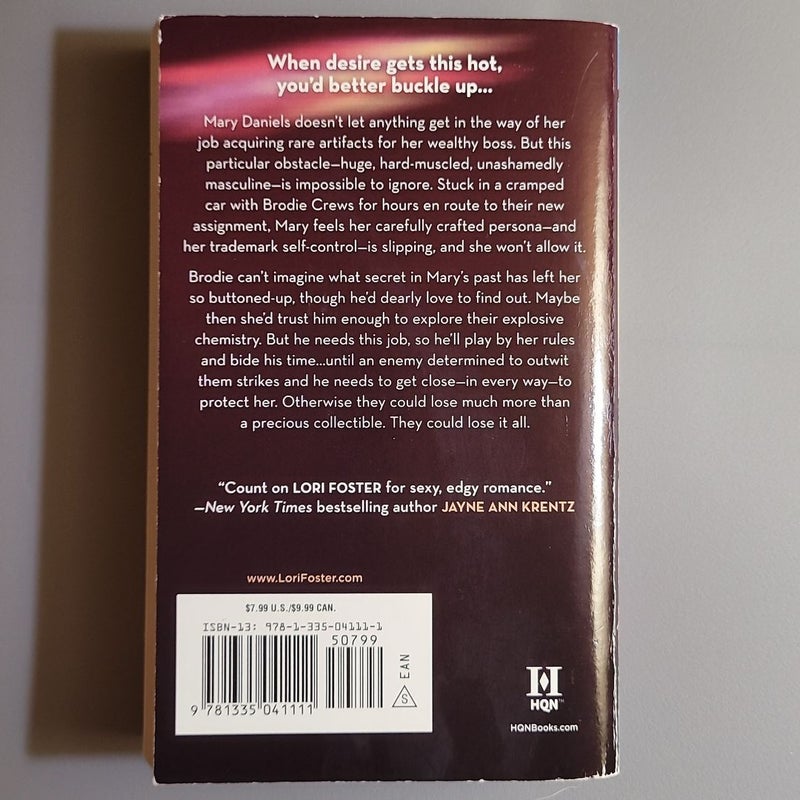 When desire gets this hot,
you'd better buckle up...
Mary Daniels doesn't let anything get in the way of her
job acquiring rare artifacts for her wealthy boss. But this
particular obstacle—huge, hard-muscled, unashamedly
masculine—is impossible to ignore. Stuck in a cramped
car with Brodie Crews for hours en route to their new
assignment, Mary feels her carefully crafted persona—and
her trademark self-control—is slipping, and she won't allow it.
Brodie can't imagine what secret in Mary's past has left her
so buttoned-up, though he'd dearly love to find out. Maybe
then she'd trust him enough to explore their explosive
chemistry. But he needs this job, so he'll play by her rules
and bide his time...until an enemy determined to outwit
them strikes and he needs to get close—in every way—to
protect her. Otherwise they could lose much more than
a precious collectible. They could lose it all.
"Count on LORI FOSTER for sexy, edgy romance."
—New York Times bestselling author JAYNE ANN KRENTZ
www.LoriFoster.com
$7.99 U.S./$9.99 CAN.
ISBN-13: 978-1-335-04111-1
50799
9 781335 041111
EAN
S
H
HQN™
HQNBooks.com